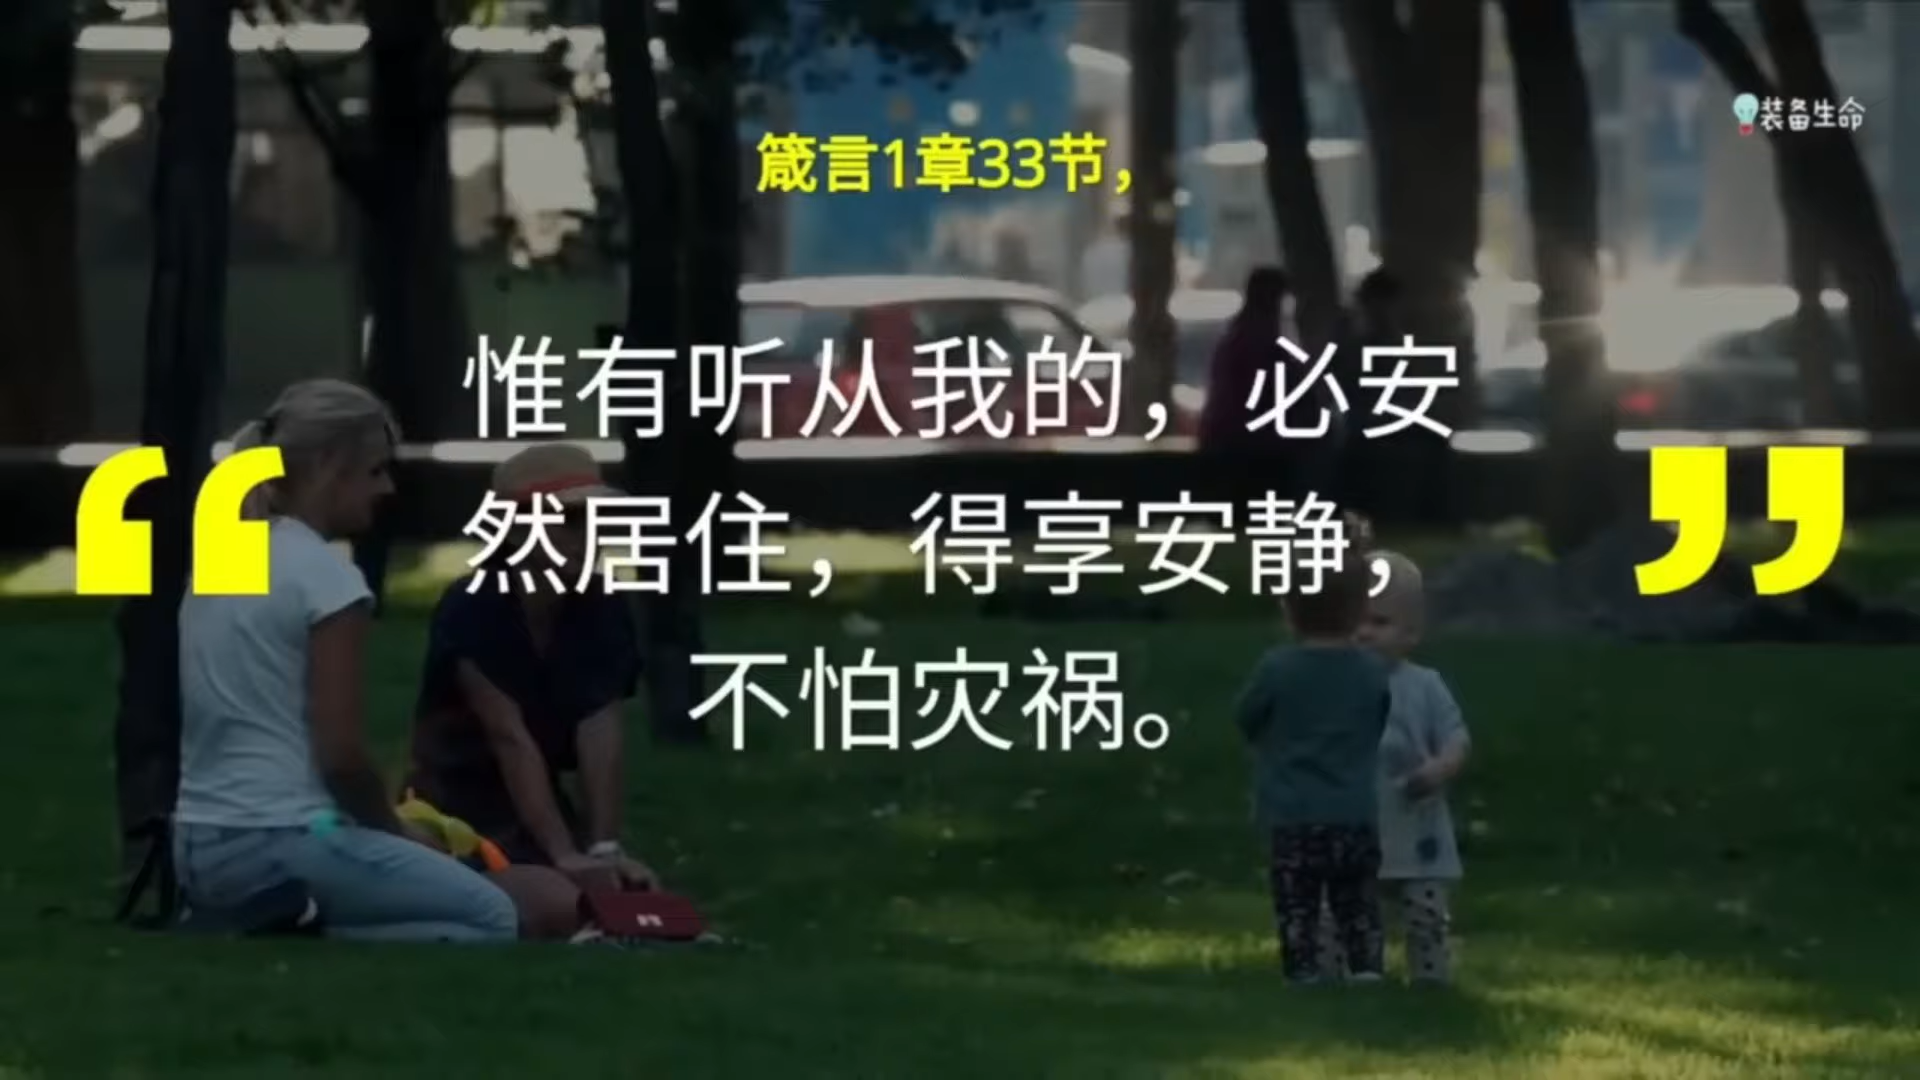 装备生命
箴言1章33节，
惟有听从我的，必安
然居住，得享安静，
不怕灾祸。